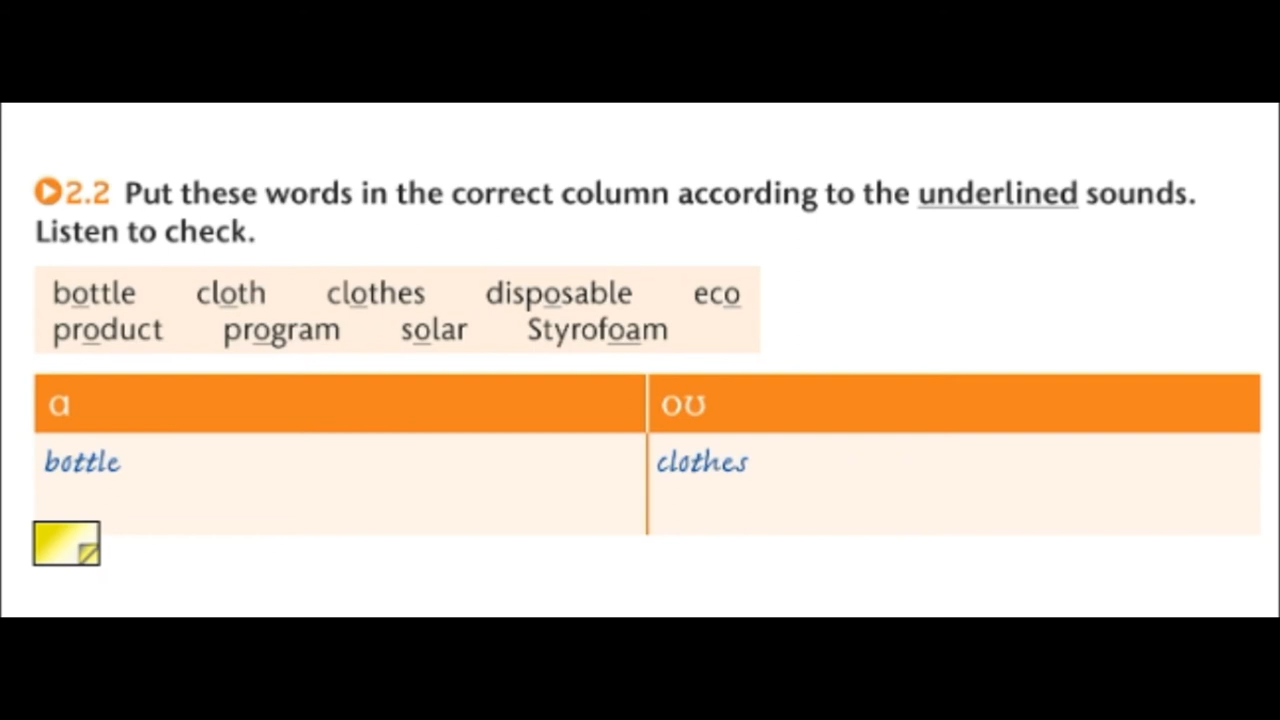 2.2 Put these words in the correct column according to the underlined sounds.
Listen to check.
bottle cloth clothes disposable eco
product program solar Styrofoam
ɑ oʊ
bottle clothes